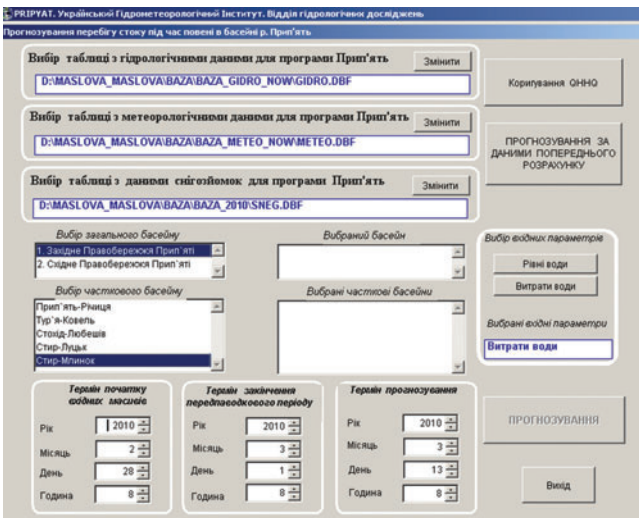 PRIPYAT. Український Гідрометеорологічний Інститут. Відділ гідрологічних досліджень
Прогнозування перебігу стоку під час повені в басейні р. Прип'ять
Вибір таблиці з гідрологічними даними для програми Прип'ять
Змінити
D:\MASLOVA_MASLOVA\BAZA\BAZA_GIDRO_NOW\GIDRO.DBF
Коригування QHHQ
Вибір таблиці з метеорологічними даними для програми Прип'ять
Змінити
D:\MASLOVA_MASLOVA\BAZA\BAZA_METEO_NOW\METEO.DBF
ПРОГНОЗУВАННЯ ЗА
ДАНИМИ ПОПЕРЕДНЬОГО
РОЗРАХУНКУ
Вибір таблиці з даними снігозйомок для програми Прип'ять
Змінити
D:\MASLOVA_MASLOVA\BAZA\BAZA_2010\SNEG.DBF
Вибір загального басейну
Вибраний басейн
Вибір вхідних параметрів
1. Західне Правобережжя Прип`яті
2. Східне Правобережжя Прип`яті
Рівні води
Витрати води
Вибір часткового басейну
Вибрані часткові басейни
Прип`ять-Річиця
Тур`я-Ковель
Стохід-Любешів
Стир-Луцьк
Стир-Млинок
Вибрані вхідні параметри
Витрати води
Термін початку
вхідних масивів
Рік 2010
Місяць 2
День 28
Година 8
Термін закінчення
передпаводкового періоду
Рік 2010
Місяць 3
День 1
Година 8
Термін прогнозування
Рік 2010
Місяць 3
День 13
Година 8
ПРОГНОЗУВАННЯ
Вихід